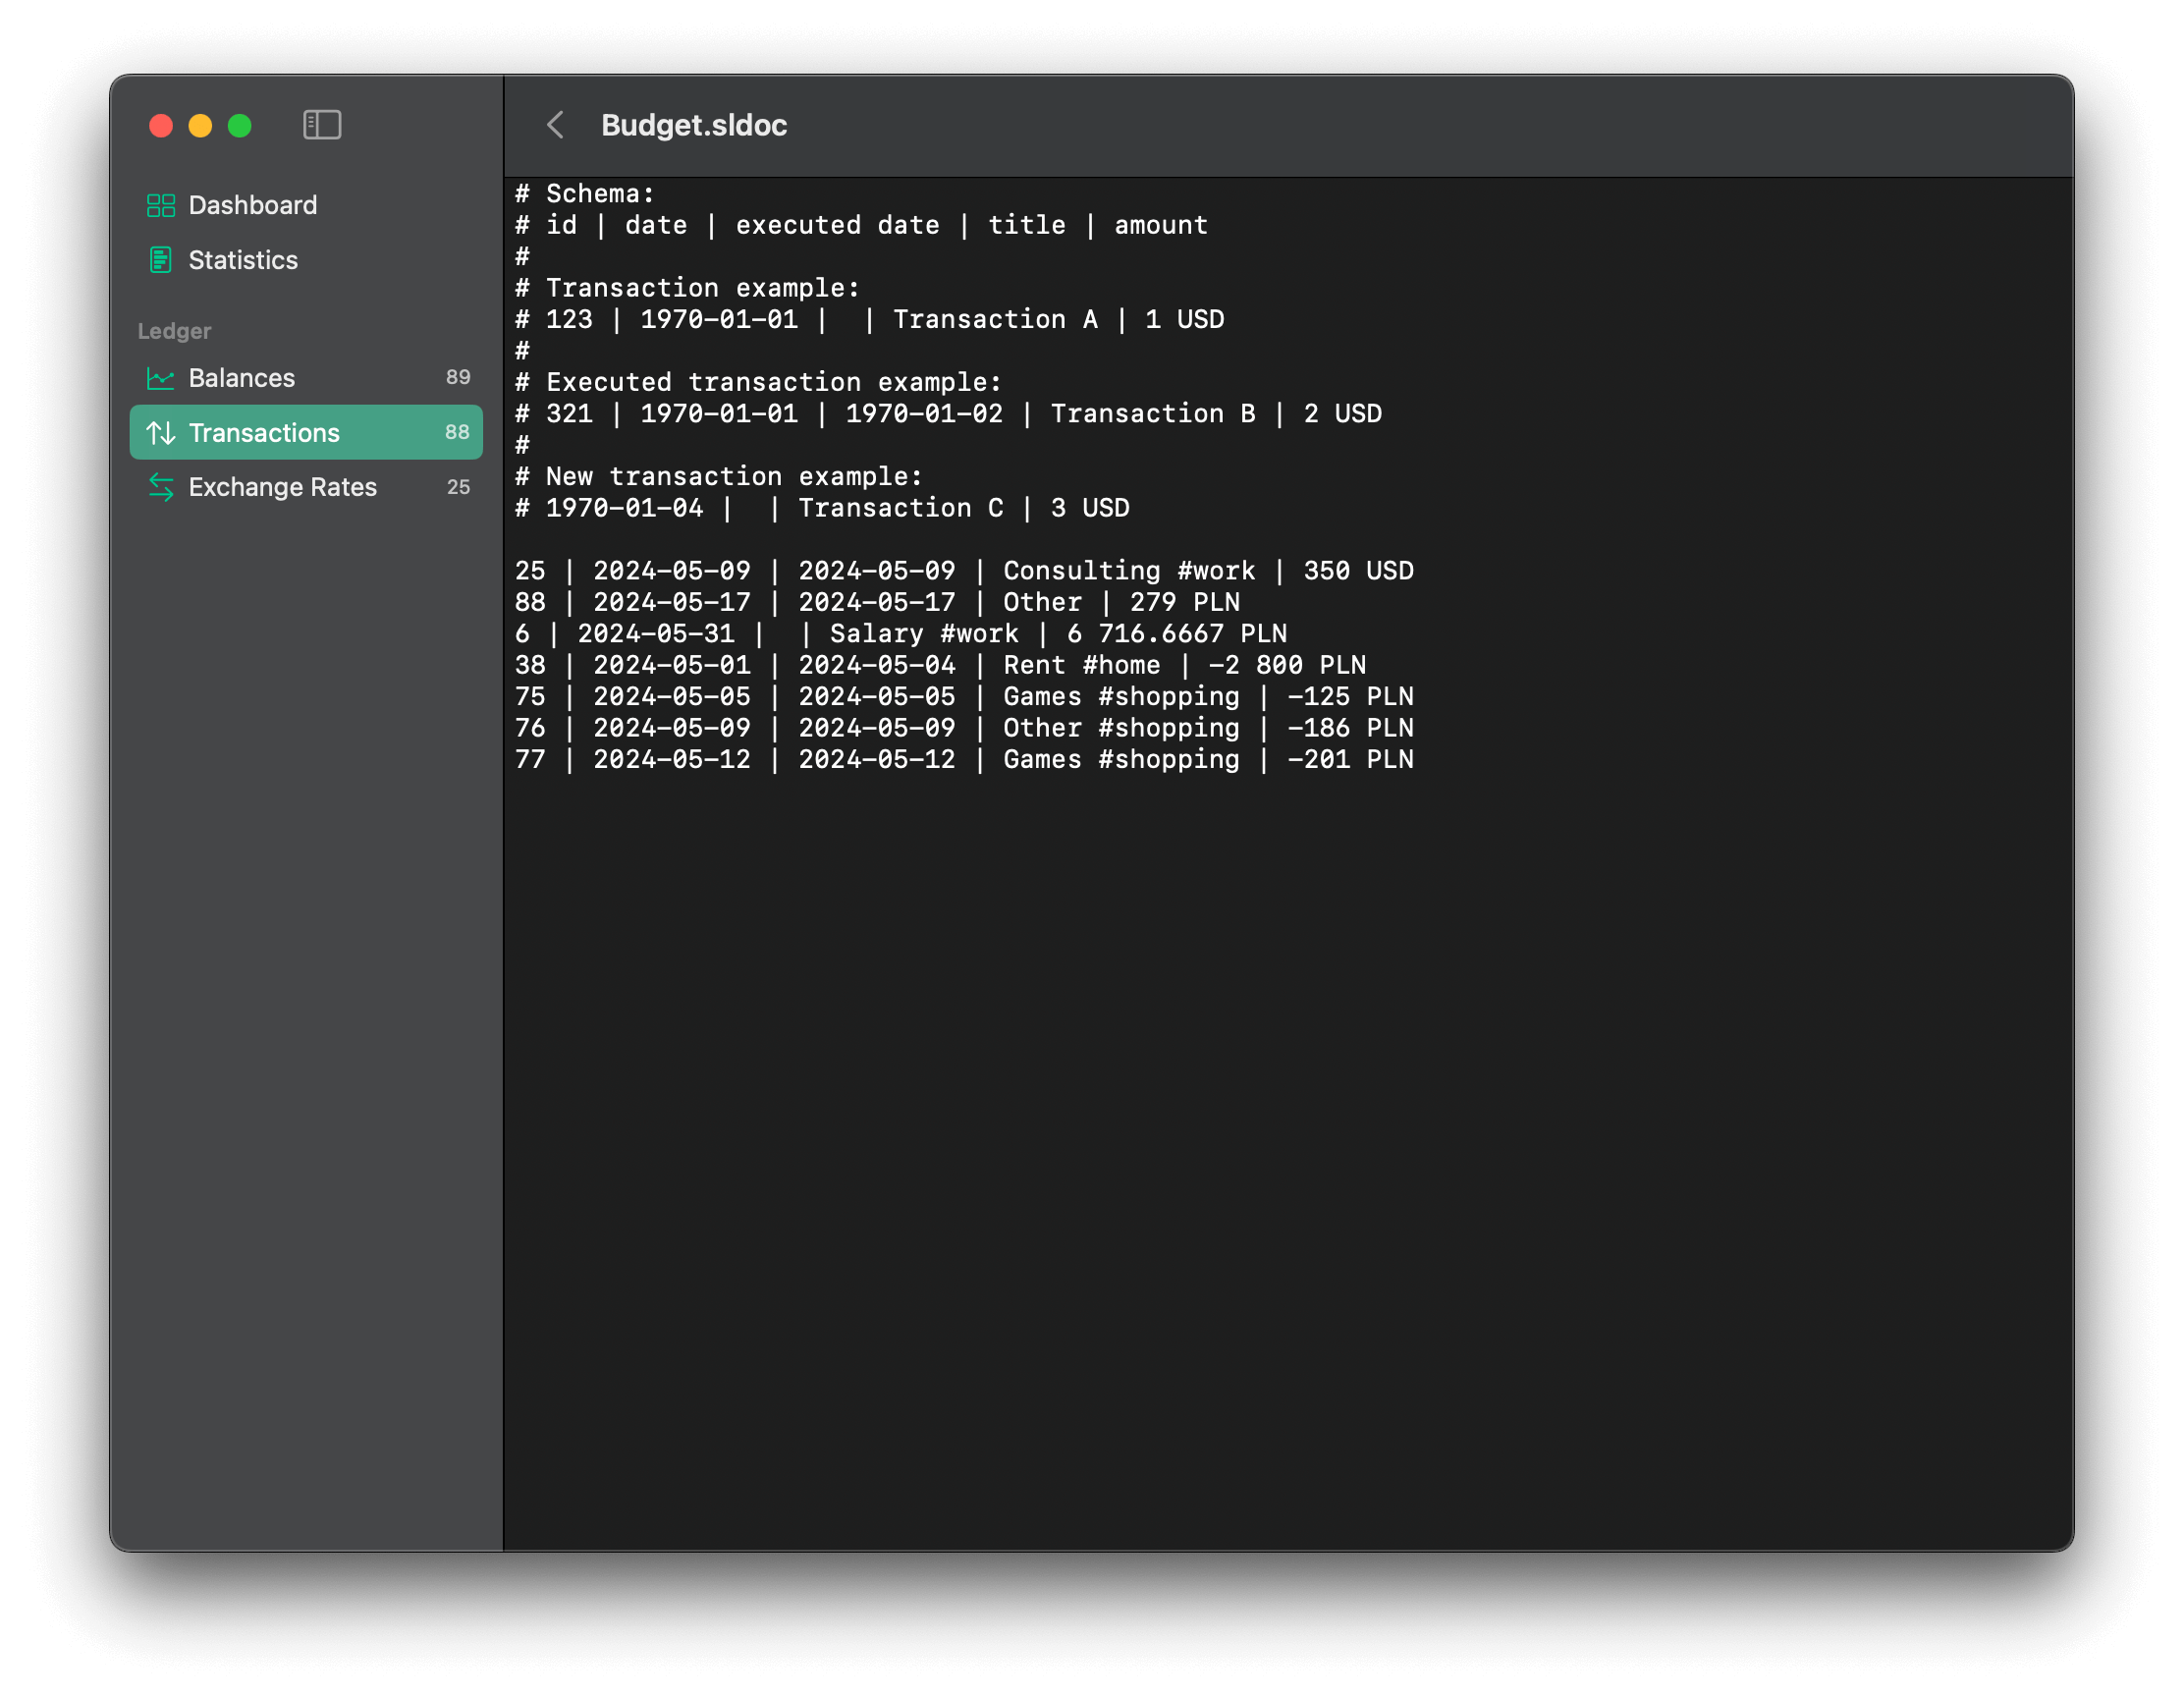 Dashboard
Statistics
Ledger
Balances 89
Transactions 88
Exchange Rates 25
Budget.sldoc
# Schema:
# id | date | executed date | title | amount
#
# Transaction example:
# 123 | 1970-01-01 |  | Transaction A | 1 USD
#
# Executed transaction example:
# 321 | 1970-01-01 | 1970-01-02 | Transaction B | 2 USD
#
# New transaction example:
# 1970-01-04 |  | Transaction C | 3 USD
25 | 2024-05-09 | 2024-05-09 | Consulting #work | 350 USD
88 | 2024-05-17 | 2024-05-17 | Other | 279 PLN
6 | 2024-05-31 |  | Salary #work | 6 716.6667 PLN
38 | 2024-05-01 | 2024-05-04 | Rent #home | -2 800 PLN
75 | 2024-05-05 | 2024-05-05 | Games #shopping | -125 PLN
76 | 2024-05-09 | 2024-05-09 | Other #shopping | -186 PLN
77 | 2024-05-12 | 2024-05-12 | Games #shopping | -201 PLN